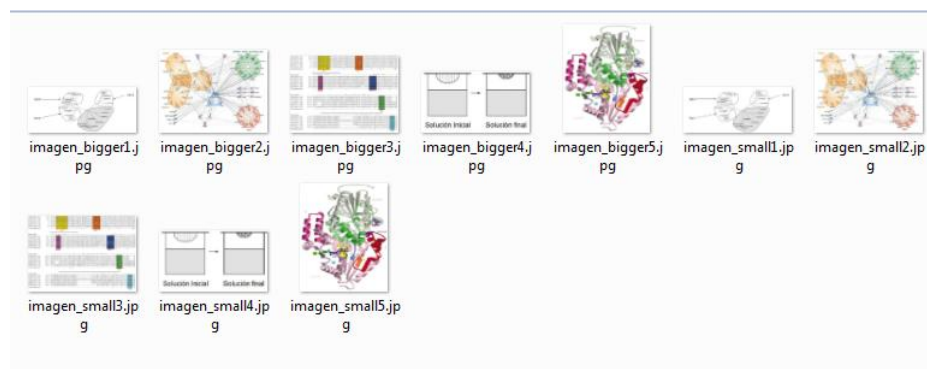 Solución Inicial
Solución final
imagen_bigger1.j
pg
imagen_bigger2.j
pg
imagen_bigger3.j
pg
imagen_bigger4.j
pg
imagen_bigger5.j
pg
imagen_small1.jp
g
imagen_small2.jp
g
Solución Inicial
Solución final
imagen_small3.jp
g
imagen_small4.jp
g
imagen_small5.jp
g